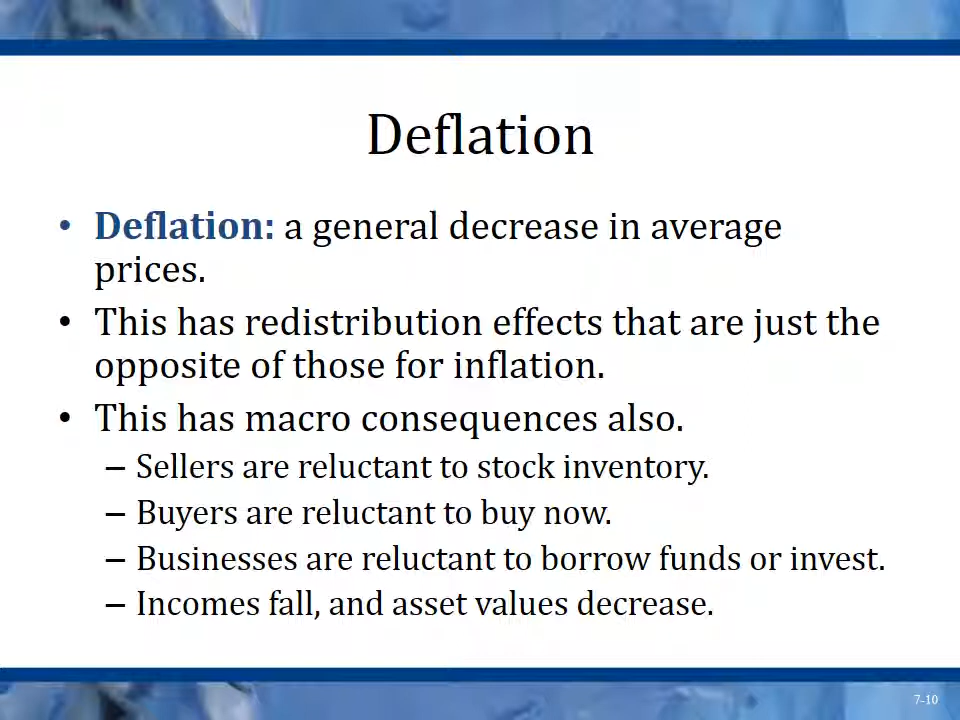 Deflation
• Deflation: a general decrease in average
prices.
• This has redistribution effects that are just the
opposite of those for inflation.
• This has macro consequences also.
– Sellers are reluctant to stock inventory.
– Buyers are reluctant to buy now.
– Businesses are reluctant to borrow funds or invest.
– Incomes fall, and asset values decrease.
7-10